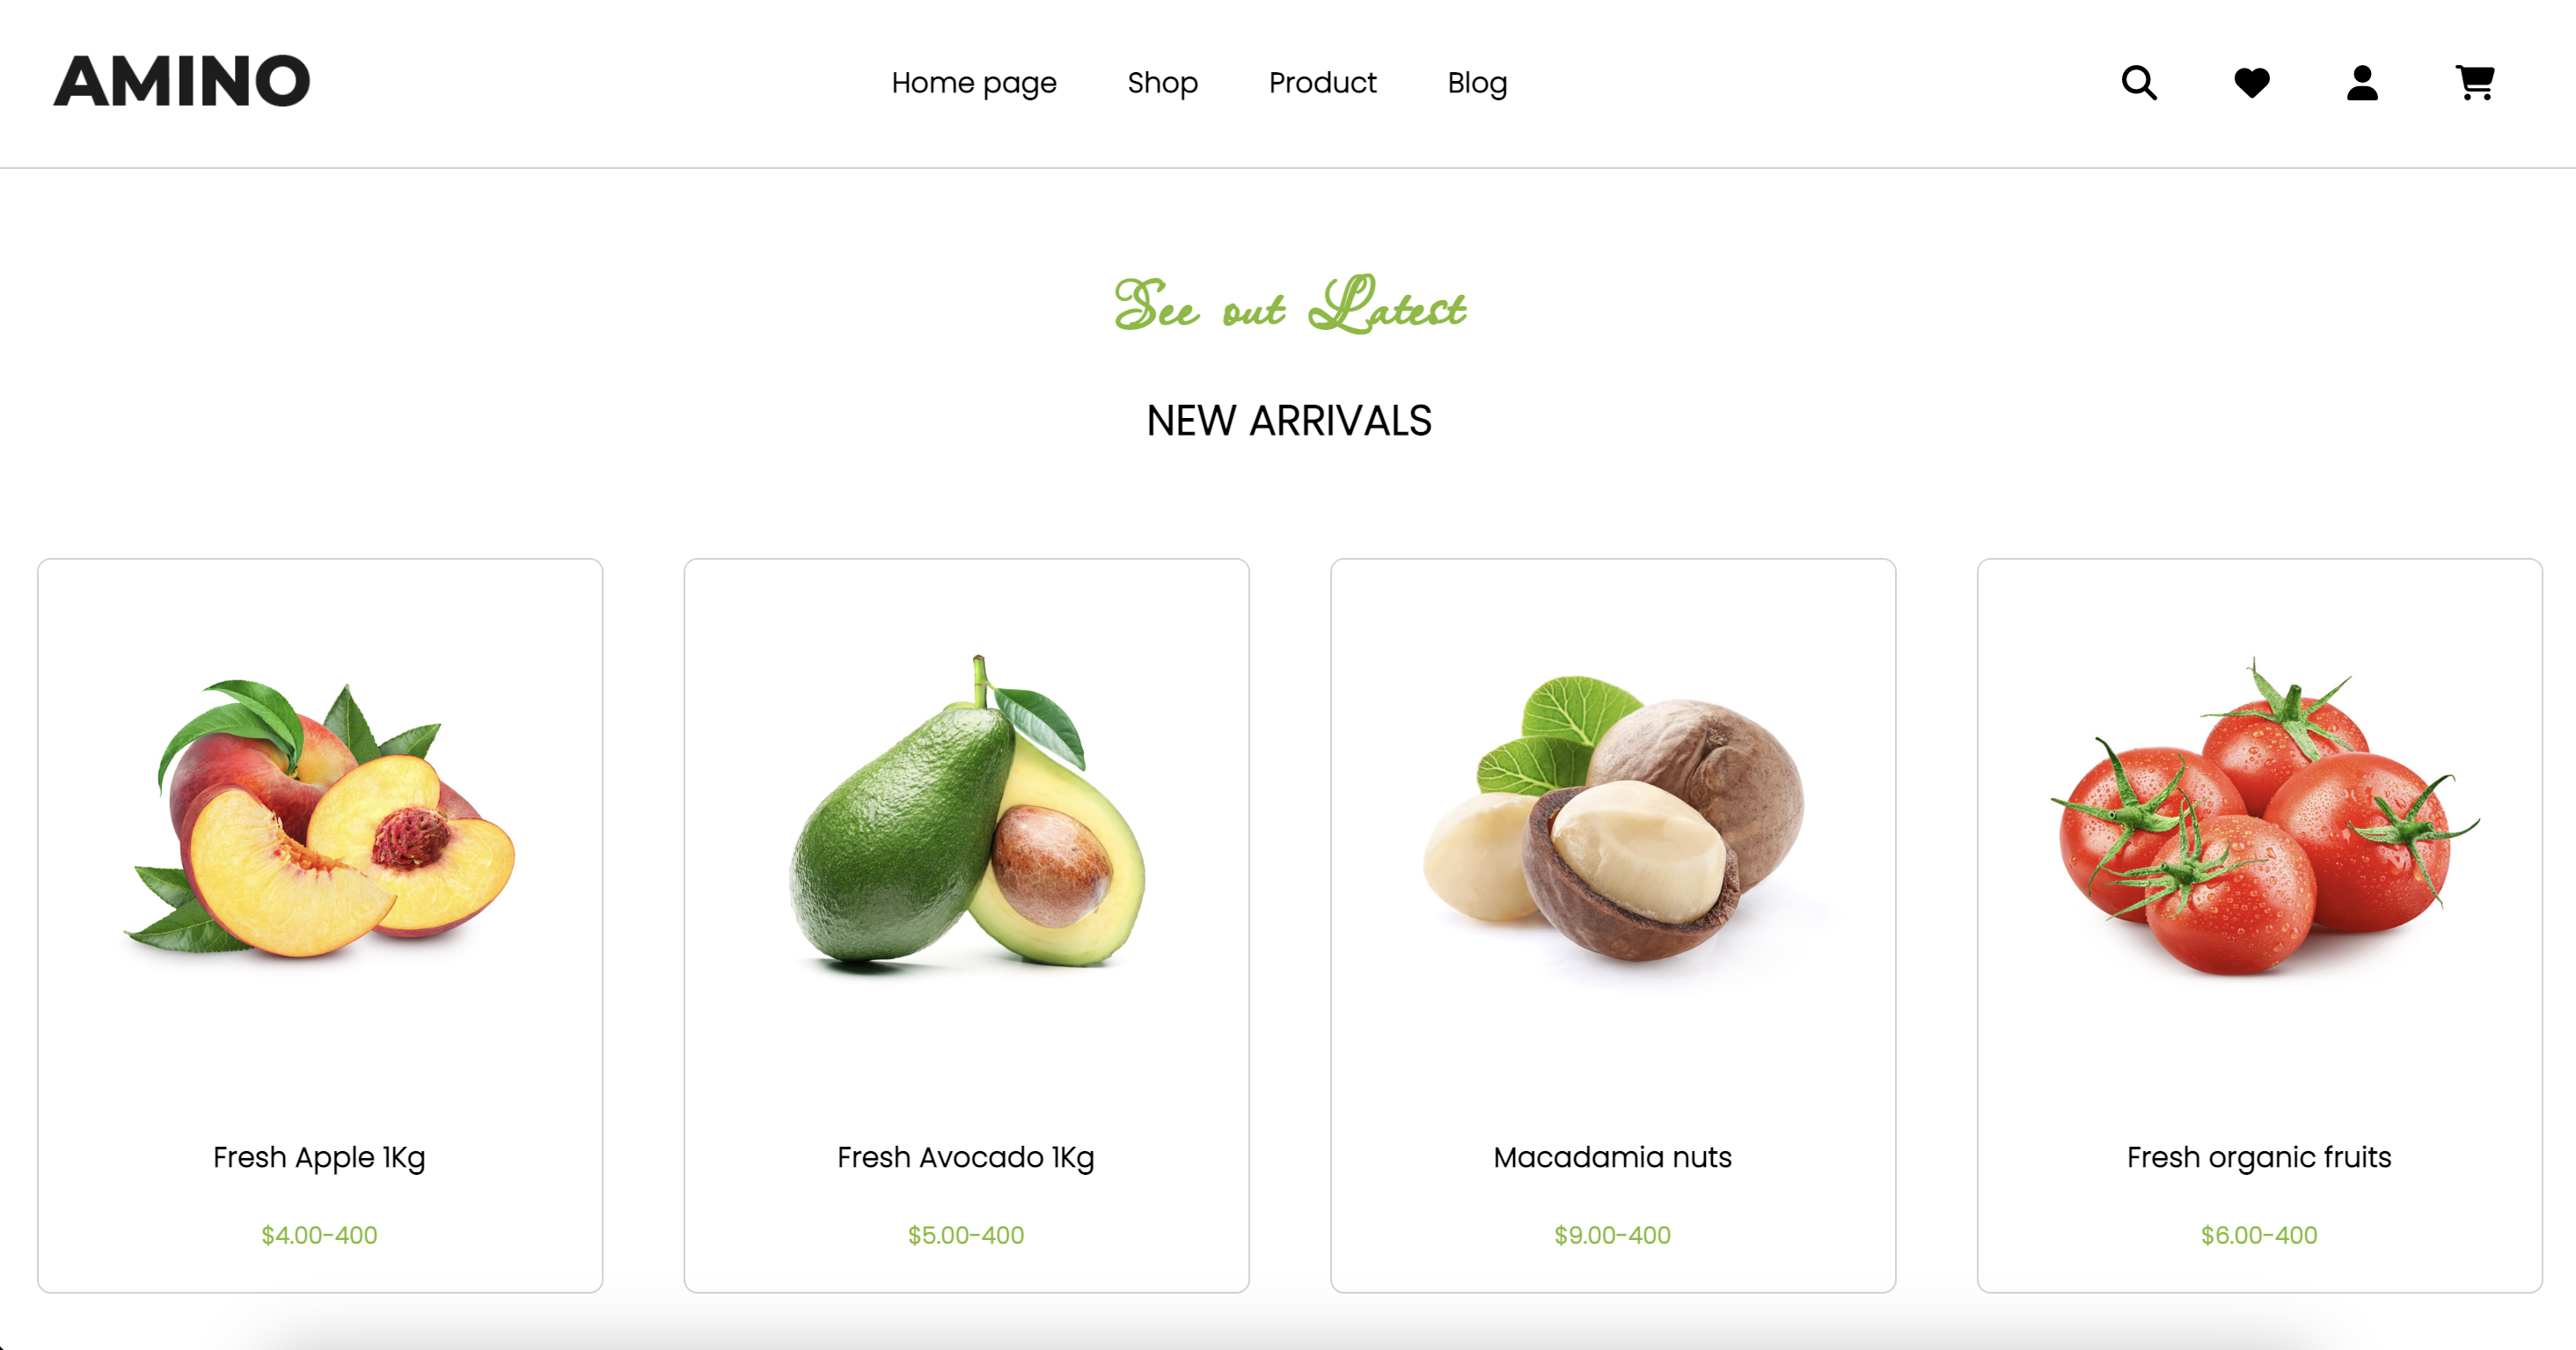 AMINO
Home page Shop Product Blog
See out Latest
NEW ARRIVALS
Fresh Apple 1Kg
$4.00-400
Fresh Avocado 1Kg
$5.00-400
Macadamia nuts
$9.00-400
Fresh organic fruits
$6.00-400